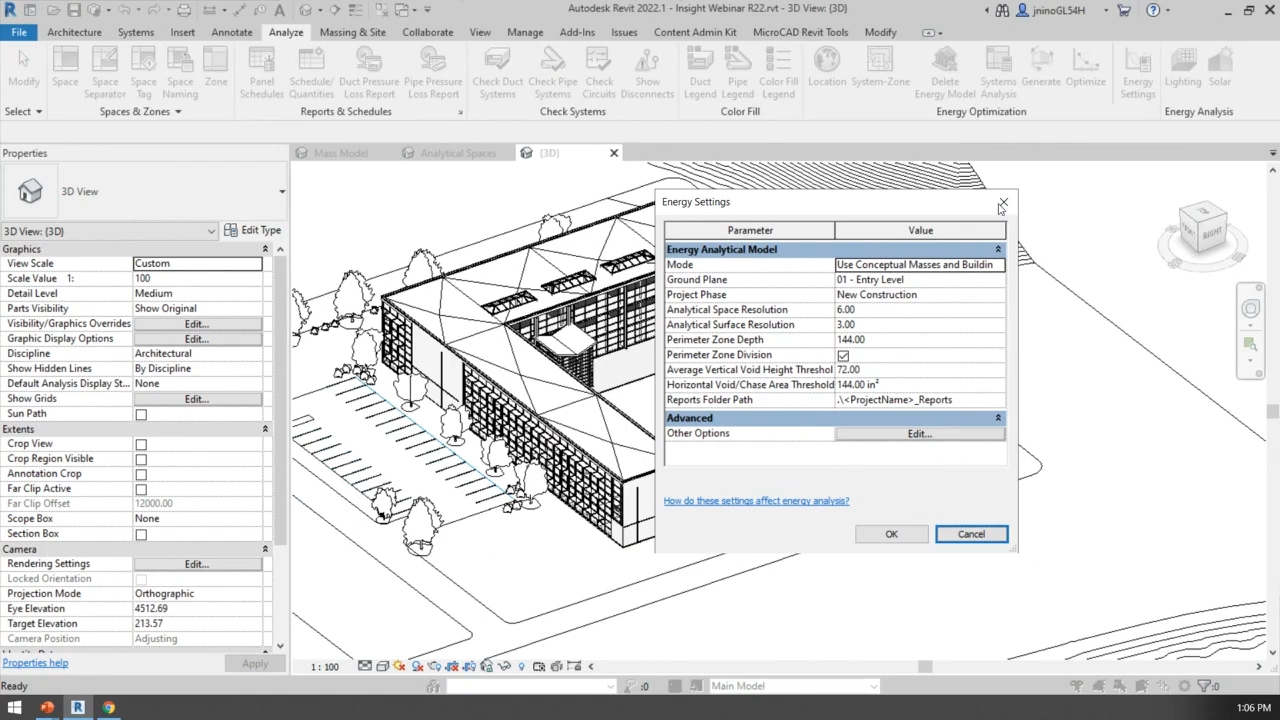 Autodesk Revit 2022.1 - Insight Webinar R22.rvt - 3D View: {3D}
jninoGL54H
File
Architecture
Systems
Insert
Annotate
Analyze
Massing & Site
Collaborate
View
Manage
Add-Ins
Issues
Content Admin Kit
MicroCAD Revit Tools
Modify
Modify
Space
Space Separator
Space Tag
Space Naming
Zone
Panel Schedules
Schedule/ Quantities
Duct Pressure Loss Report
Pipe Pressure Loss Report
Check Duct Systems
Check Pipe Systems
Check Circuits
Show Disconnects
Duct Legend
Pipe Legend
Color Fill Legend
Location
System-Zone
Delete Energy Model
Systems Analysis
Generate
Optimize
Energy Settings
Lighting
Solar
Select
Spaces & Zones
Reports & Schedules
Check Systems
Color Fill
Energy Optimization
Energy Analysis
Properties
Mass Model
Analytical Spaces
{3D}
3D View
3D View: {3D}
Edit Type
Graphics
View Scale Custom
Scale Value 1: 100
Detail Level Medium
Parts Visibility Show Original
Visibility/Graphics Overrides Edit...
Graphic Display Options Edit...
Discipline Architectural
Show Hidden Lines By Discipline
Default Analysis Display St None
Show Grids Edit...
Sun Path
Extents
Crop View
Crop Region Visible
Annotation Crop
Far Clip Active
Far Clip Offset 12000.00
Scope Box None
Section Box
Camera
Rendering Settings Edit...
Locked Orientation
Projection Mode Orthographic
Eye Elevation 4512.69
Target Elevation 213.57
Camera Position Adjusting
Properties help
Apply
Energy Settings
Parameter Value
Energy Analytical Model
Mode Use Conceptual Masses and Buildin
Ground Plane 01 - Entry Level
Project Phase New Construction
Analytical Space Resolution 6.00
Analytical Surface Resolution 3.00
Perimeter Zone Depth 144.00
Perimeter Zone Division
Average Vertical Void Height Threshol 72.00
Horizontal Void/Chase Area Threshold 144.00 in²
Reports Folder Path .\<ProjectName>_Reports
Advanced
Other Options Edit...
How do these settings affect energy analysis?
OK
Cancel
RIGHT
1 : 100
Ready
:0
Main Model
:0
1:06 PM